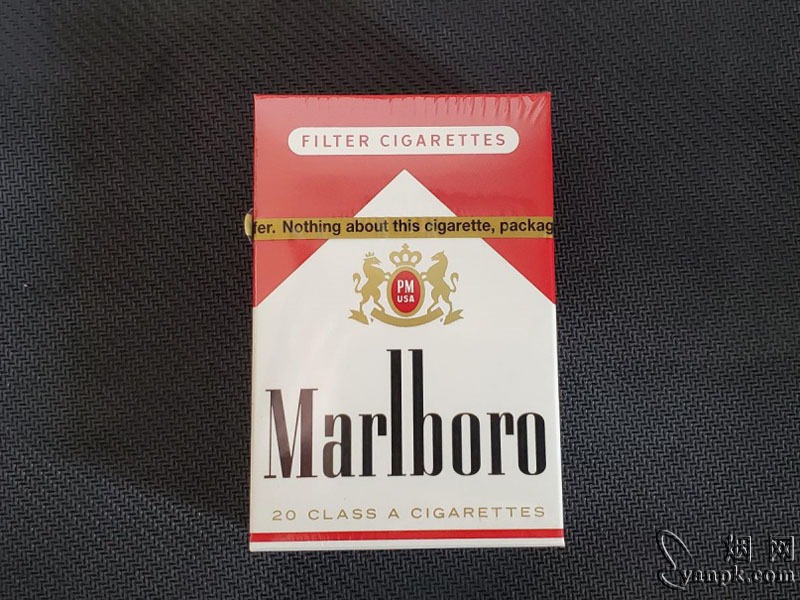 FILTER CIGARETTES
fer. Nothing about this cigarette, packag
PM
USA
Marlboro
20 CLASS A CIGARETTES
烟网
yanpk.com